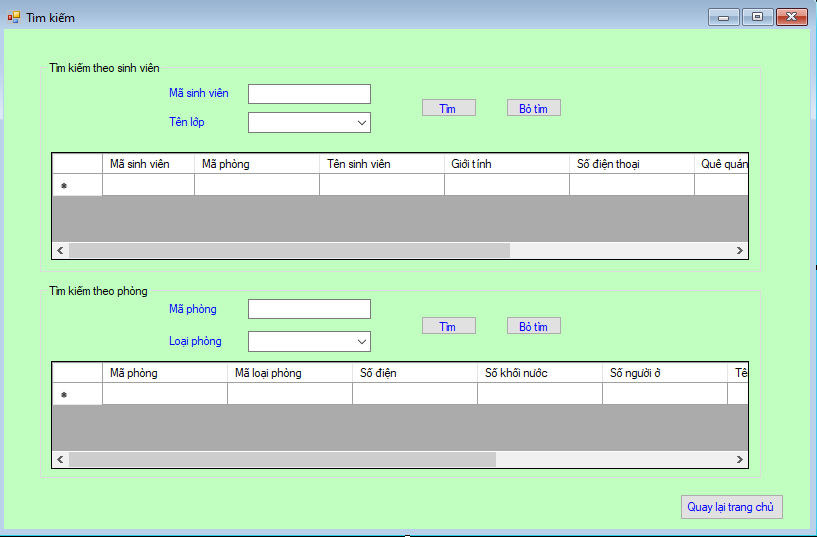 Tìm kiếm
Tìm kiếm theo sinh viên
Mã sinh viên
Tìm
Bỏ tìm
Tên lớp
Mã sinh viên Mã phòng Tên sinh viên Giới tính Số điện thoại Quê quán
Tìm kiếm theo phòng
Mã phòng
Tìm
Bỏ tìm
Loại phòng
Mã phòng Mã loại phòng Số điện Số khối nước Số người ở Tê
Quay lại trang chủ